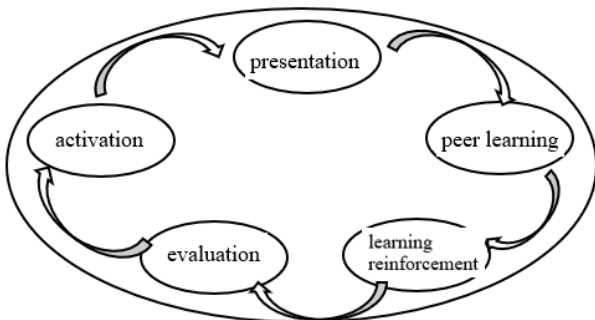 presentation
activation
peer learning
evaluation
learning
reinforcement